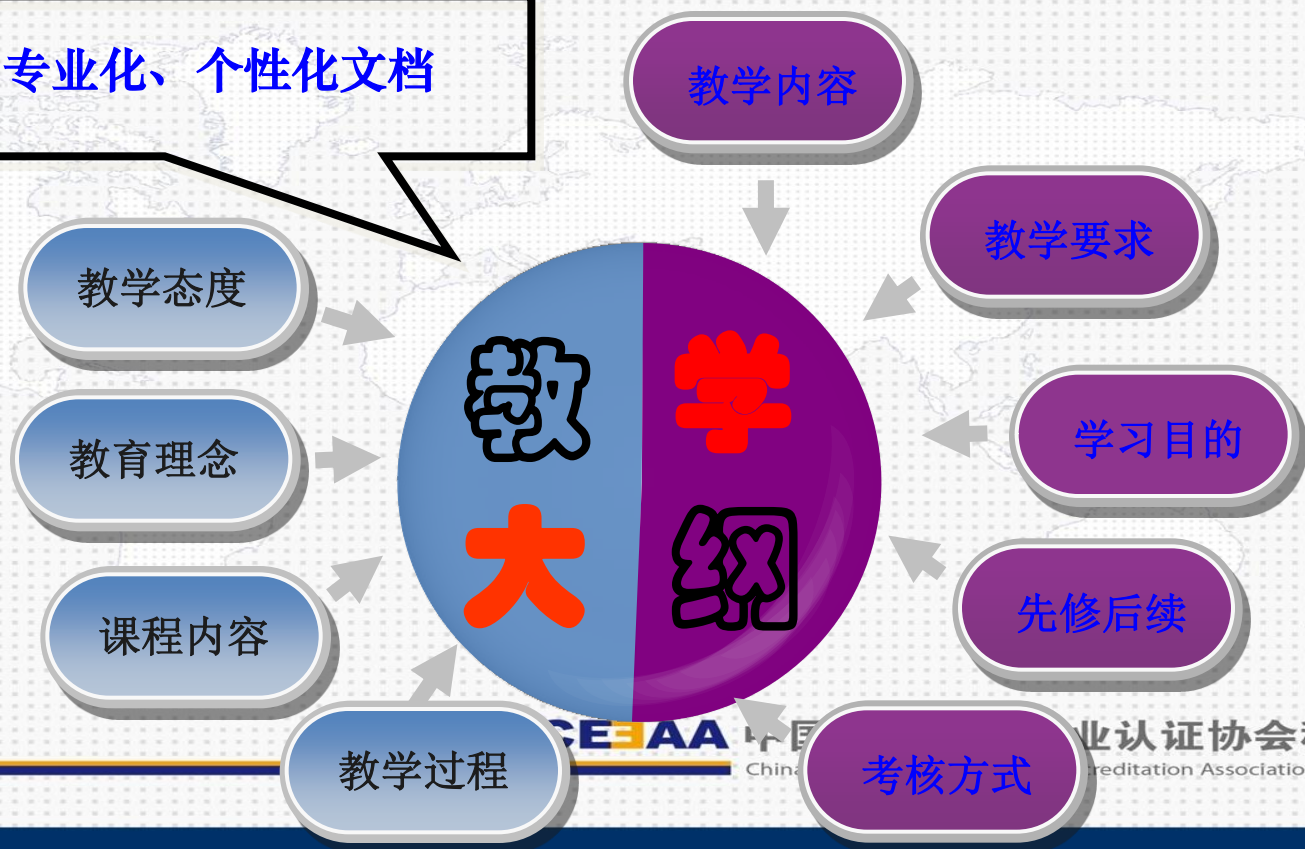 专业化、个性化文档
教学内容
教学要求
教学态度
学习目的
教育理念
教学
大纲
先修后续
课程内容
教学过程
考核方式
CEEAA
业认证协会
China
creditation Associatio